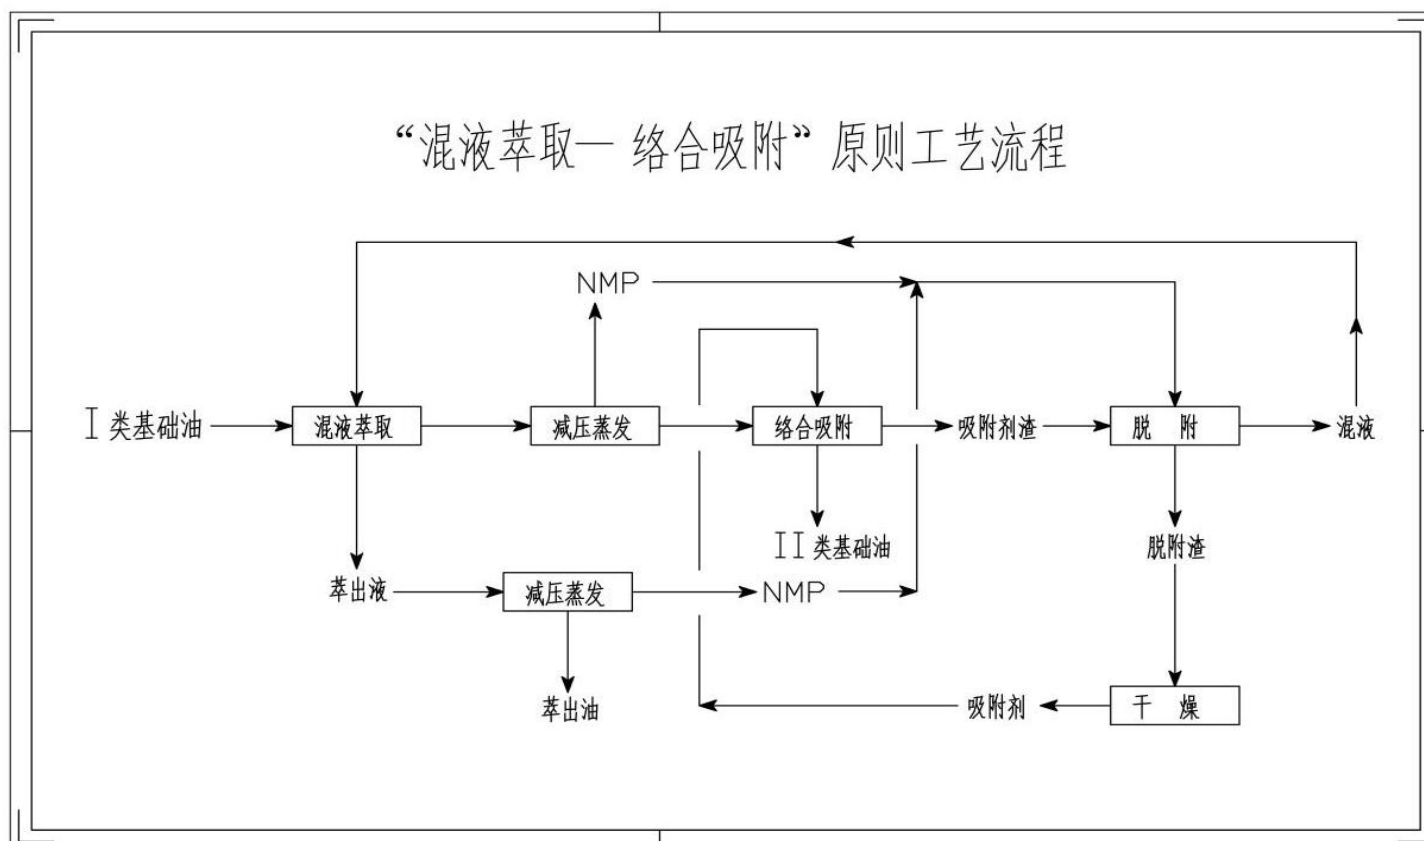 “混液萃取— 络合吸附”原则工艺流程
NMP
I 类基础油
混液萃取
减压蒸发
络合吸附
吸附剂渣
脱 附
混液
II 类基础油
脱附渣
萃出液
减压蒸发
NMP
萃出油
吸附剂
干 燥